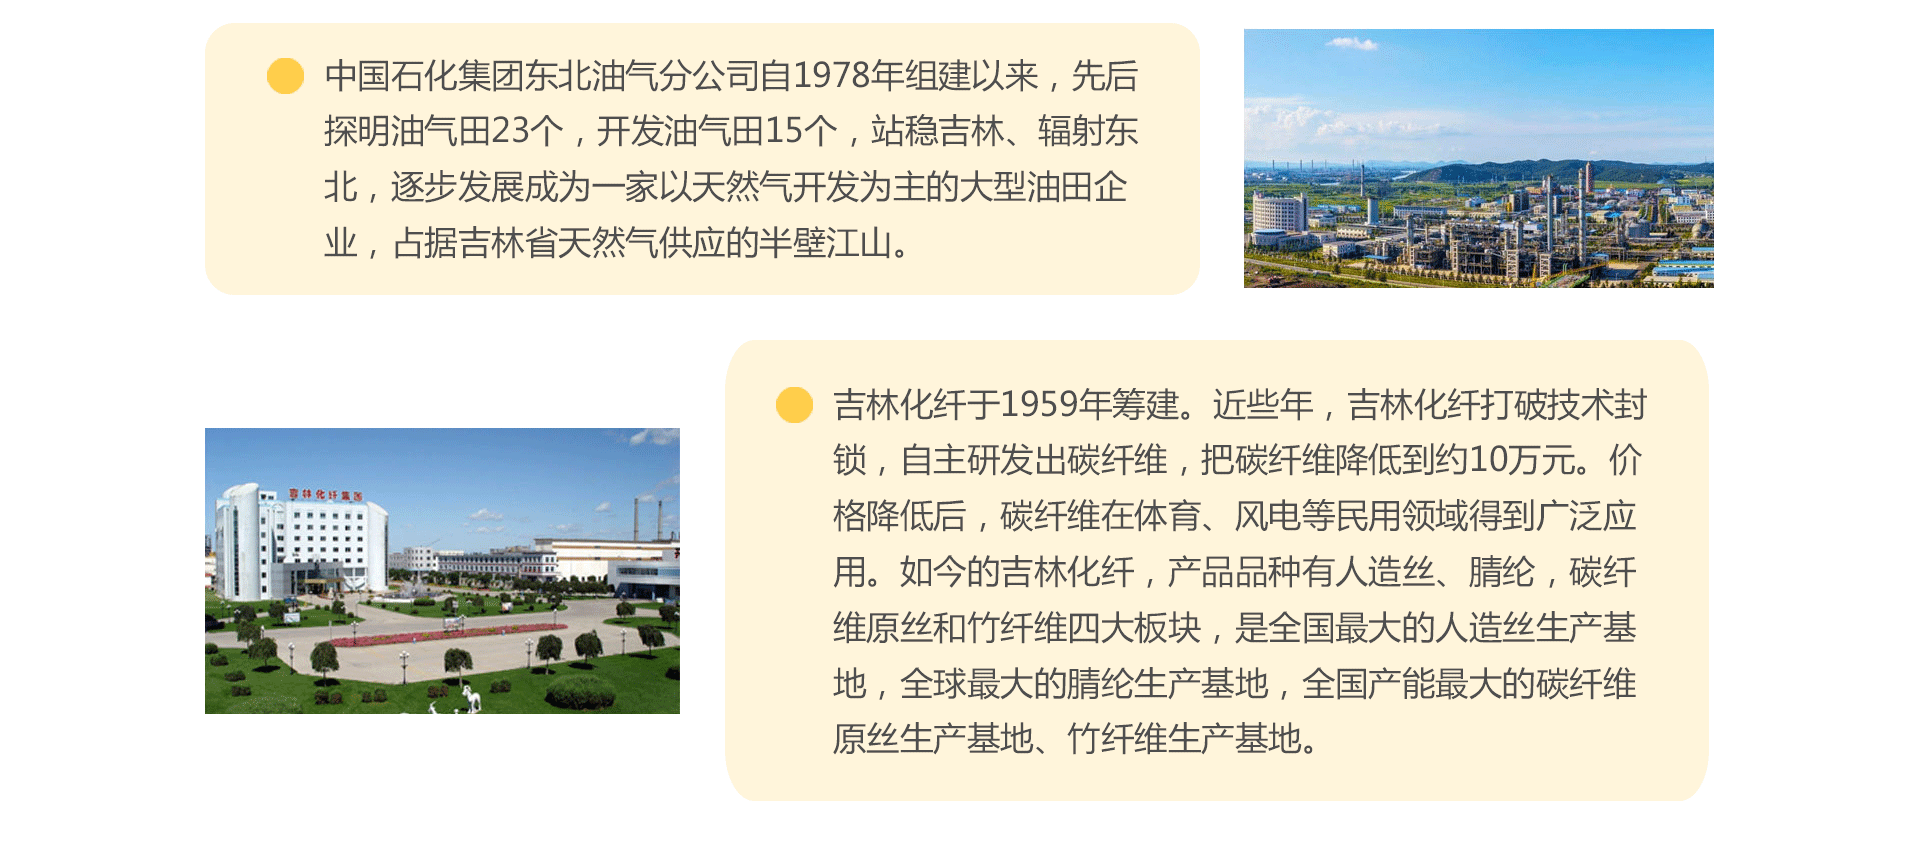 中国石化集团东北油气分公司自1978年组建以来，先后
探明油气田23个，开发油气田15个，站稳吉林、辐射东
北，逐步发展成为一家以天然气开发为主的大型油田企
业，占据吉林省天然气供应的半壁江山。
吉林化纤于1959年筹建。近些年，吉林化纤打破技术封
锁，自主研发出碳纤维，把碳纤维降低到约10万元。价
格降低后，碳纤维在体育、风电等民用领域得到广泛应
用。如今的吉林化纤，产品品种有人造丝、腈纶，碳纤
维原丝和竹纤维四大板块，是全国最大的人造丝生产基
地，全球最大的腈纶生产基地，全国产能最大的碳纤维
原丝生产基地、竹纤维生产基地。
吉林化纤集团